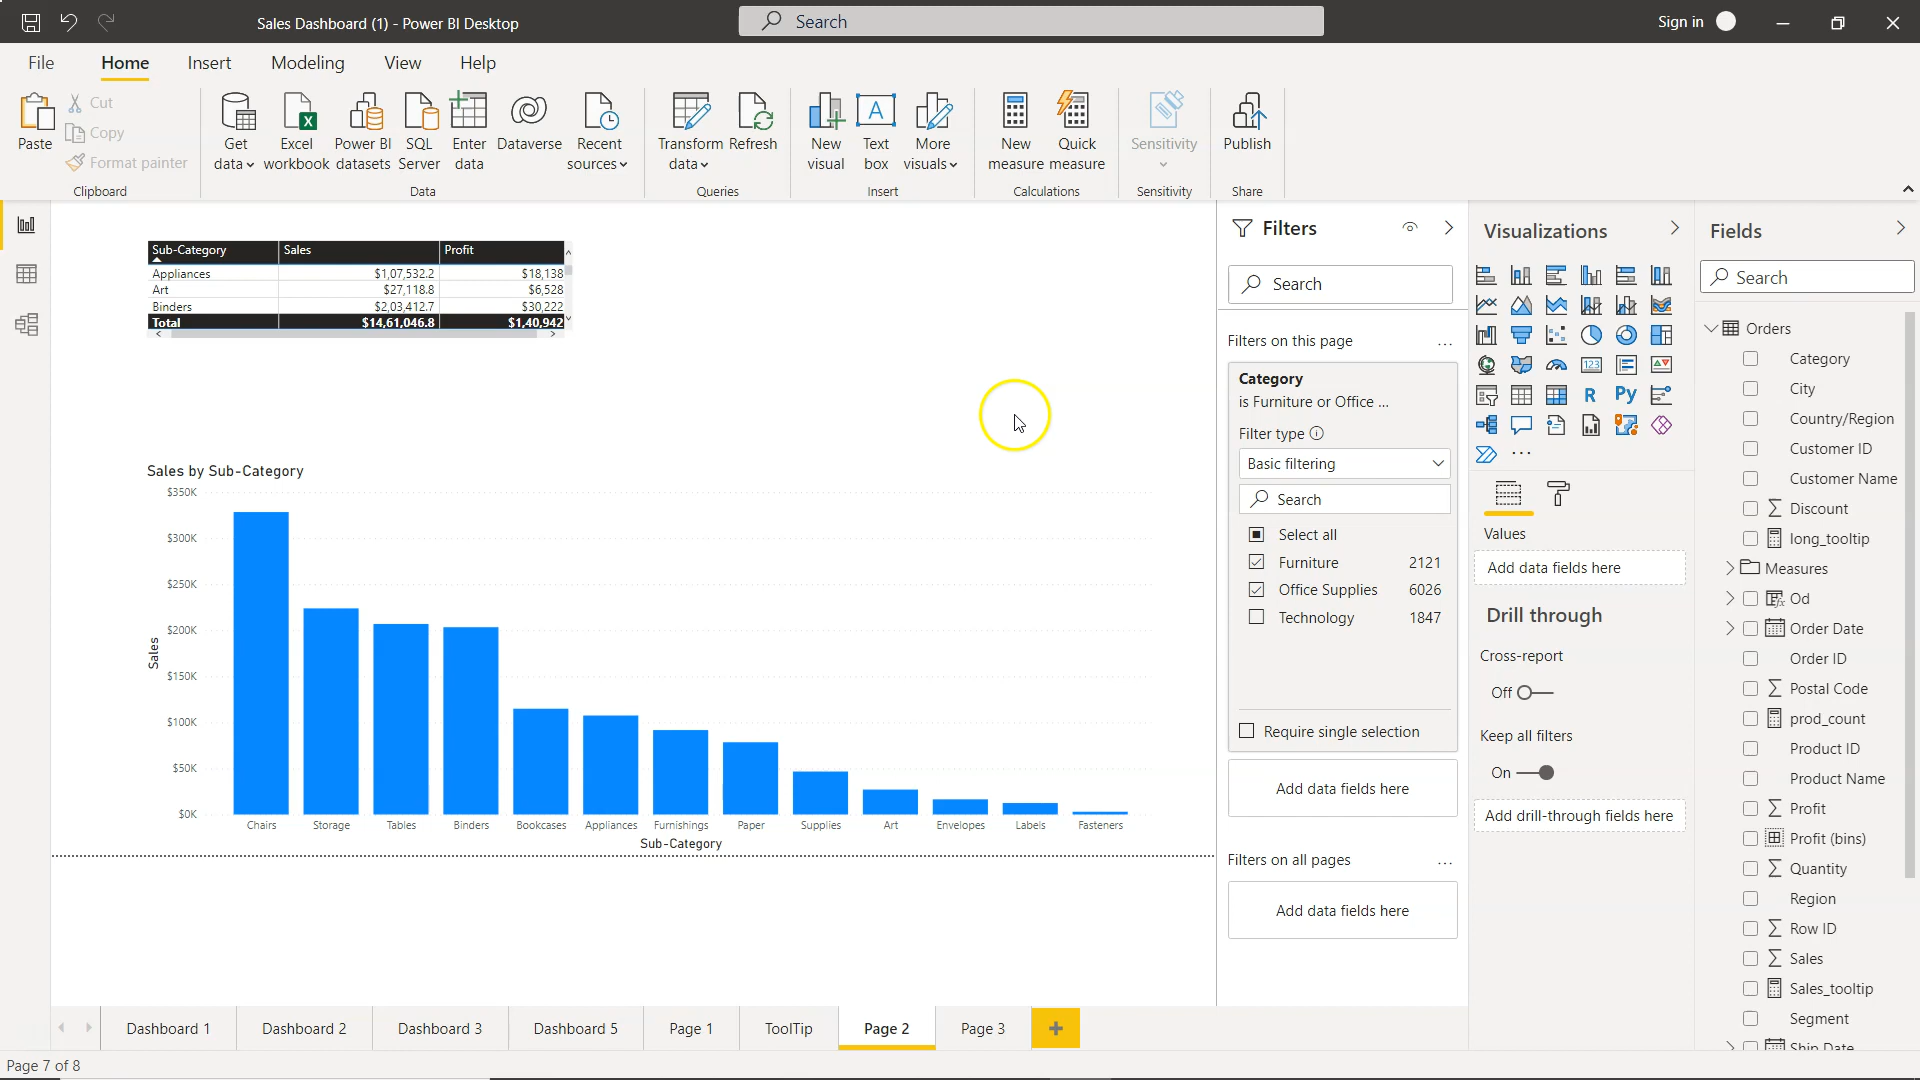 Sales Dashboard (1) - Power BI Desktop
Search
Sign in
File Home Insert Modeling View Help
Paste
Cut
Copy
Format painter
Clipboard
Get data
Excel workbook
Power BI datasets
SQL Server
Enter data
Dataverse
Recent sources
Data
Transform data
Refresh
Queries
New visual
Text box
More visuals
Insert
New measure
Quick measure
Calculations
Sensitivity
Sensitivity
Publish
Share
Sub-Category Sales Profit
Appliances $1,07,532.2 $18,138
Art $27,118.8 $6,528
Binders $2,03,412.7 $30,222
Total $14,61,046.8 $1,40,942
Sales by Sub-Category
$350K
$300K
$250K
$200K
$150K
$100K
$50K
$0K
Sales
Chairs Storage Tables Binders Bookcases Appliances Furnishings Paper Supplies Art Envelopes Labels Fasteners
Sub-Category
Filters
Search
Filters on this page
...
Category
is Furniture or Office ...
Filter type
Basic filtering
Search
Select all
Furniture 2121
Office Supplies 6026
Technology 1847
Require single selection
Add data fields here
Filters on all pages
...
Add data fields here
Visualizations
R
Py
123
...
Values
Add data fields here
Drill through
Cross-report
Off
Keep all filters
On
Add drill-through fields here
Fields
Search
Orders
Category
City
Country/Region
Customer ID
Customer Name
Discount
long_tooltip
Measures
Od
Order Date
Order ID
Postal Code
prod_count
Product ID
Product Name
Profit
Profit (bins)
Quantity
Region
Row ID
Sales
Sales_tooltip
Segment
Ship Date
Dashboard 1 Dashboard 2 Dashboard 3 Dashboard 5 Page 1 ToolTip Page 2 Page 3 +
Page 7 of 8